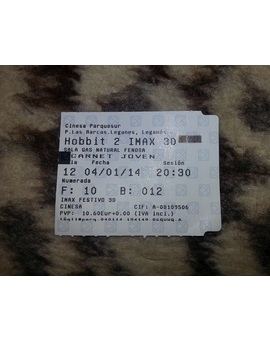 Cinesa Parquesur
P.Las Barcas.Leganes, Leganés
Hobbit 2 IMAX 3D
SALA GAS NATURAL FENOSA
CARNET JOVEN
Sala Fecha Sesión
12 04/01/14 20:30
Numerada
F: 10 B: 012
IMAX FESTIVO 3D
CINESA CIF: A-08109506
PVP: 10.60Eur+0.00 (IVA incl.)